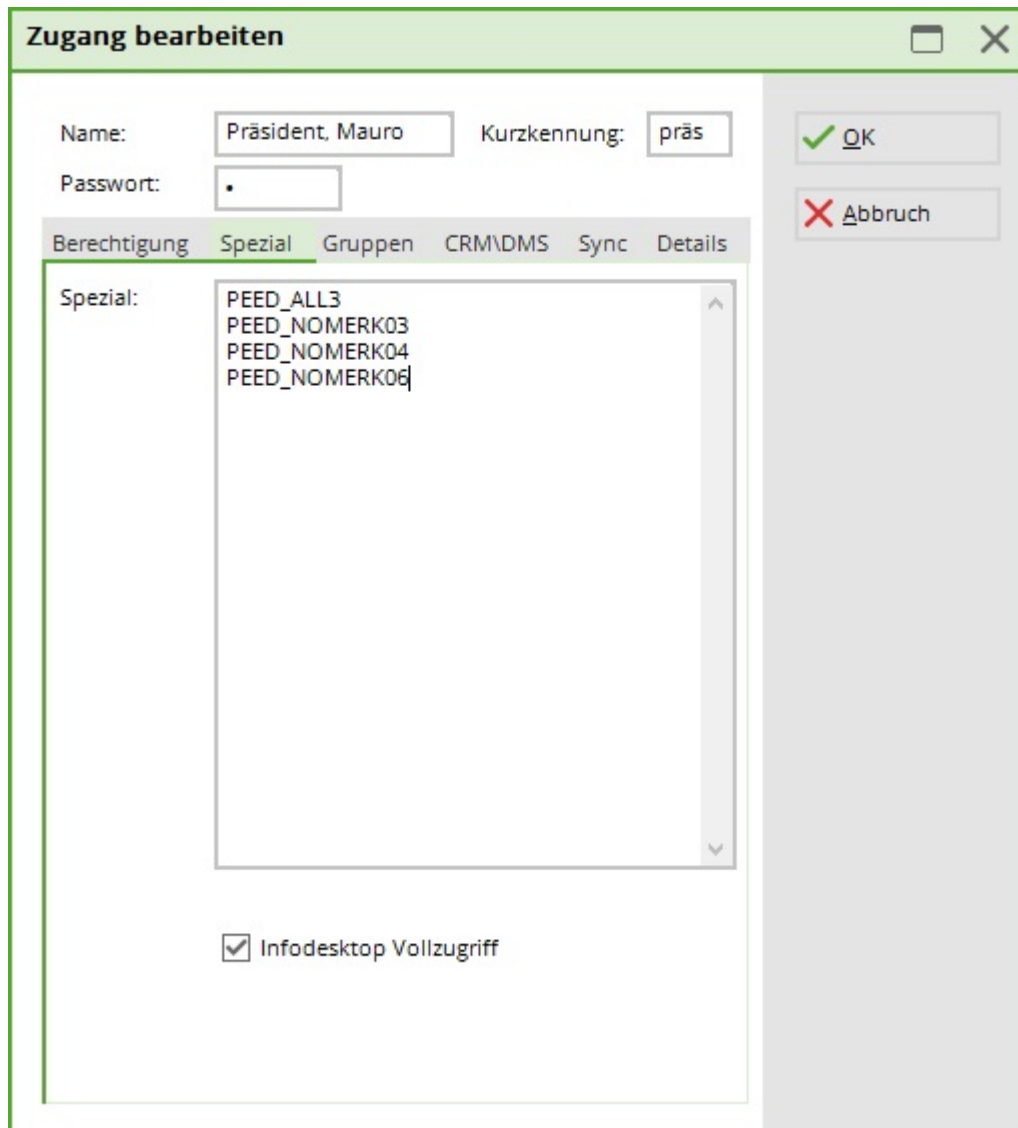 Zugang bearbeiten
Name: Präsident, Mauro Kurzkennung: präs
OK
Passwort: •
Abbruch
Berechtigung Spezial Gruppen CRM\DMS Sync Details
Spezial: PEED_ALL3
PEED_NOMERK03
PEED_NOMERK04
PEED_NOMERK06
Infodesktop Vollzugriff